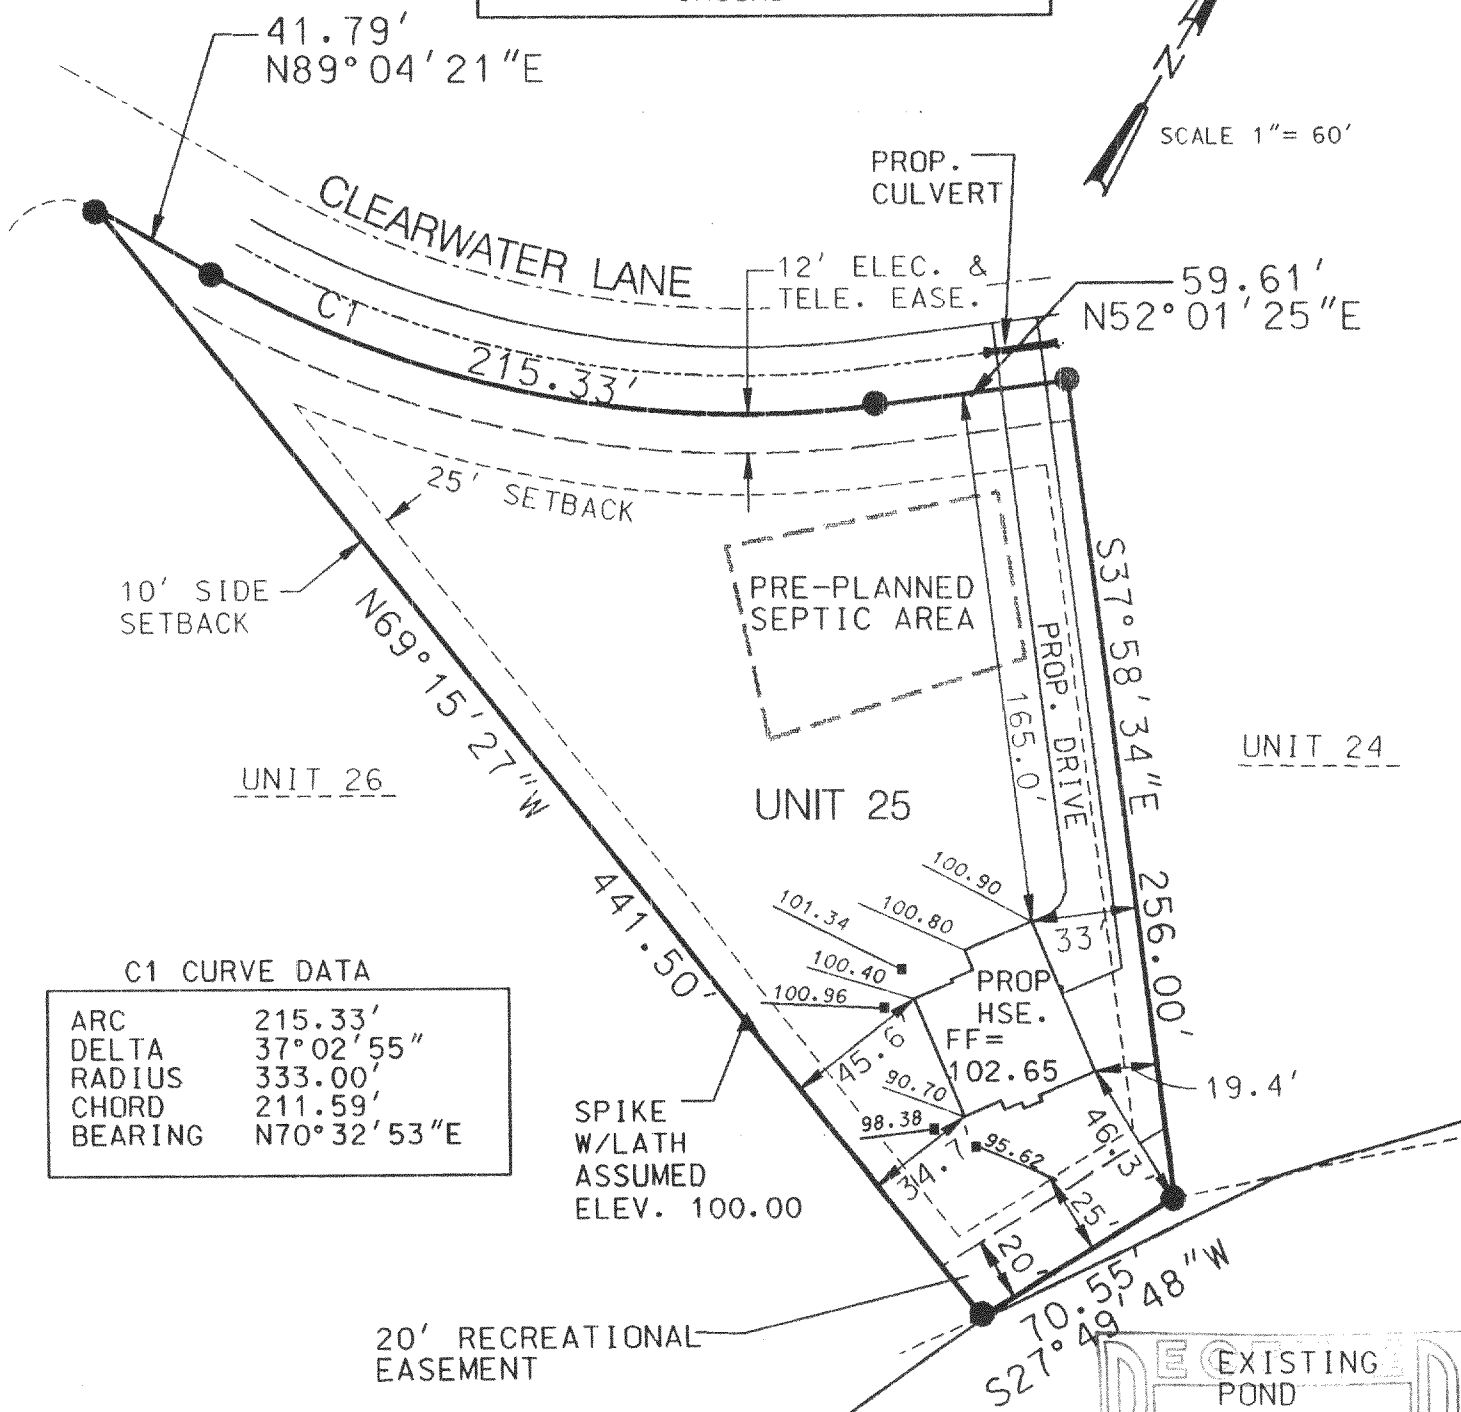 41.79'
N89°04'21"E
N
SCALE 1"= 60'
PROP.
CULVERT
CLEARWATER LANE
12' ELEC. &
TELE. EASE.
59.61'
N52°01'25"E
C1
215.33'
25' SETBACK
10' SIDE
SETBACK
PRE-PLANNED
SEPTIC AREA
S37°58'34"E
256.00'
PROP. DRIVE
165.0'
N69°15'27"W
441.50'
UNIT 26
UNIT 24
UNIT 25
100.90
100.80
101.34
100.40
100.96
33'
PROP
HSE.
FF=
102.65
45.6'
90.70
98.38
95.62
34.7'
19.4'
46.3'
25'
20'
C1 CURVE DATA
ARC 215.33'
DELTA 37°02'55"
RADIUS 333.00'
CHORD 211.59'
BEARING N70°32'53"E
SPIKE
W/LATH
ASSUMED
ELEV. 100.00
20' RECREATIONAL
EASEMENT
70.55'
S27°49'48"W
EXISTING
POND